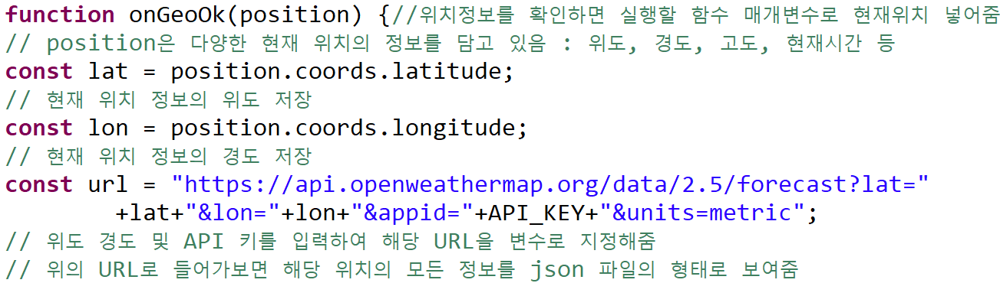 function onGeoOk(position) {//위치정보를 확인하면 실행할 함수 매개변수로 현재위치 넣어줌
// position은 다양한 현재 위치의 정보를 담고 있음 : 위도, 경도, 고도, 현재시간 등
const lat = position.coords.latitude;
// 현재 위치 정보의 위도 저장
const lon = position.coords.longitude;
// 현재 위치 정보의 경도 저장
const url = "https://api.openweathermap.org/data/2.5/forecast?lat="
+lat+"&lon="+lon+"&appid="+API_KEY+"&units=metric";
// 위도 경도 및 API 키를 입력하여 해당 URL을 변수로 지정해줌
// 위의 URL로 들어가보면 해당 위치의 모든 정보를 json 파일의 형태로 보여줌